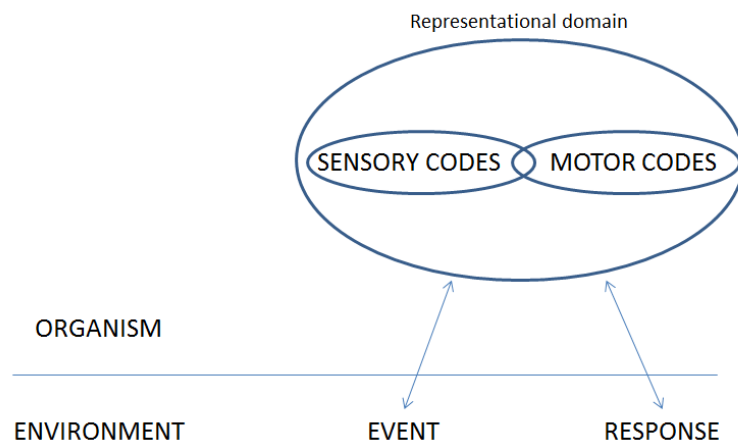 Representational domain
SENSORY CODES MOTOR CODES
ORGANISM
ENVIRONMENT EVENT RESPONSE